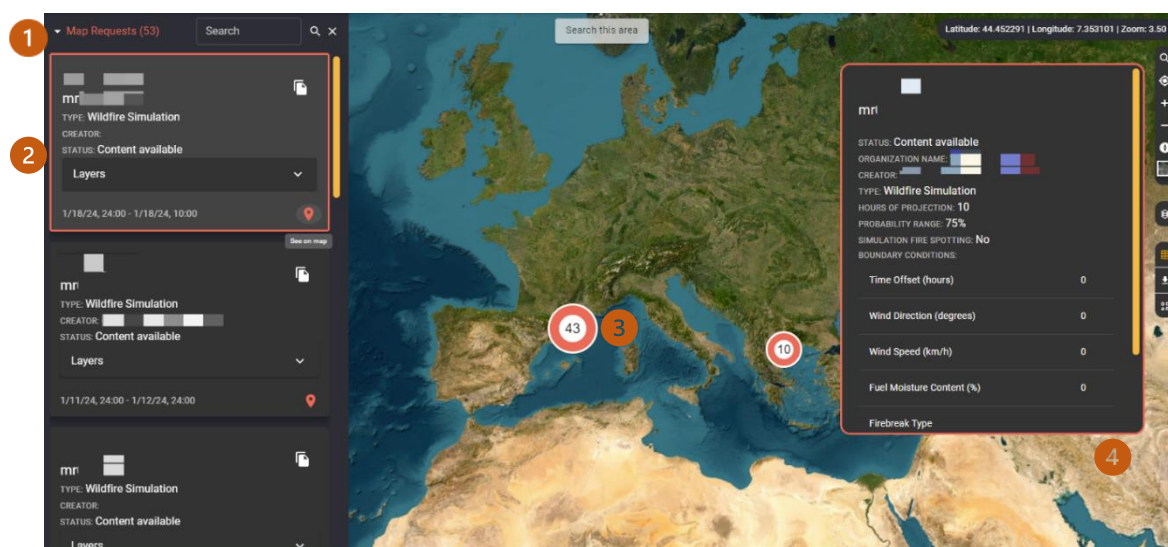 1
Map Requests (53)
Search
mr
TYPE: Wildfire Simulation
CREATOR:
STATUS: Content available
2
Layers
1/18/24, 24:00 - 1/18/24, 10:00
See on map
mr
TYPE: Wildfire Simulation
CREATOR:
STATUS: Content available
Layers
1/11/24, 24:00 - 1/12/24, 24:00
mr
TYPE: Wildfire Simulation
CREATOR:
STATUS: Content available
Layers
Search this area
Latitude: 44.452291 | Longitude: 7.353101 | Zoom: 3.50
43
3
10
mr
STATUS: Content available
ORGANIZATION NAME:
CREATOR:
TYPE: Wildfire Simulation
HOURS OF PROJECTION: 10
PROBABILITY RANGE: 75%
SIMULATION FIRE SPOTTING: No
BOUNDARY CONDITIONS:
Time Offset (hours) 0
Wind Direction (degrees) 0
Wind Speed (km/h) 0
Fuel Moisture Content (%) 0
Firebreak Type
4